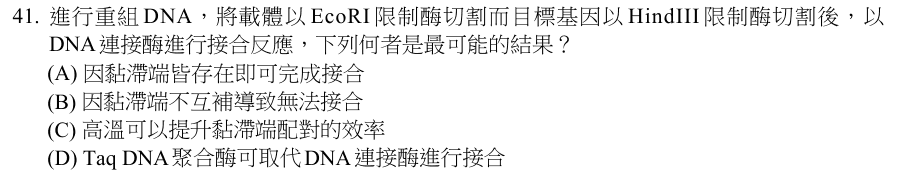 41. 進行重組DNA，將載體以EcoRI限制酶切割而目標基因以HindIII限制酶切割後，以
DNA連接酶進行接合反應，下列何者是最可能的結果？
(A) 因黏滯端皆存在即可完成接合
(B) 因黏滯端不互補導致無法接合
(C) 高溫可以提升黏滯端配對的效率
(D) Taq DNA聚合酶可取代DNA連接酶進行接合